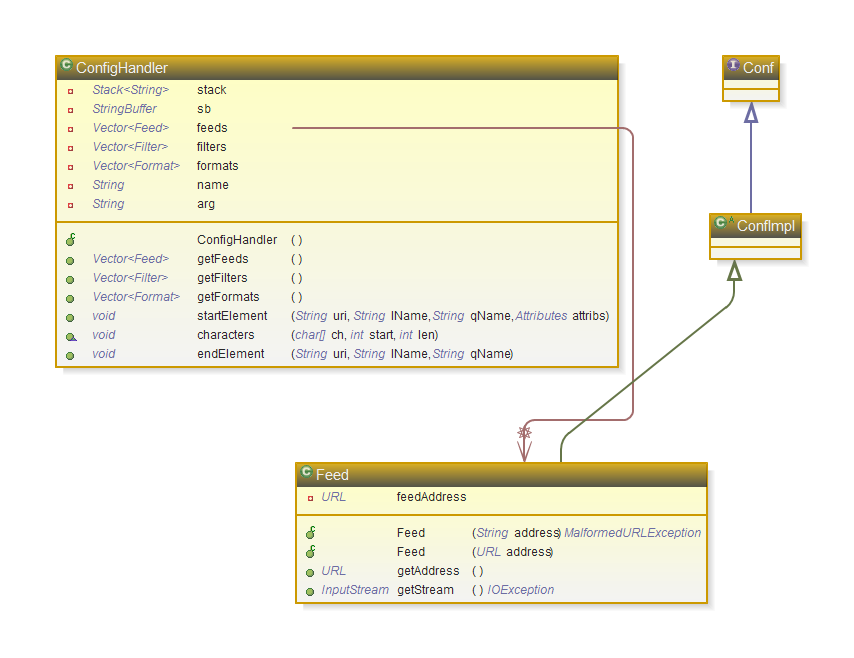 C ConfigHandler
Stack<String> stack
StringBuffer sb
Vector<Feed> feeds
Vector<Filter> filters
Vector<Format> formats
String name
String arg
ConfigHandler ( )
Vector<Feed> getFeeds ( )
Vector<Filter> getFilters ( )
Vector<Format> getFormats ( )
void startElement (String uri, String lName,String qName,Attributes attribs)
void characters (char[] ch, int start, int len)
void endElement (String uri, String lName,String qName)
I Conf
C A ConfImpl
C Feed
URL feedAddress
Feed (String address) MalformedURLException
Feed (URL address)
URL getAddress ( )
InputStream getStream ( ) IOException